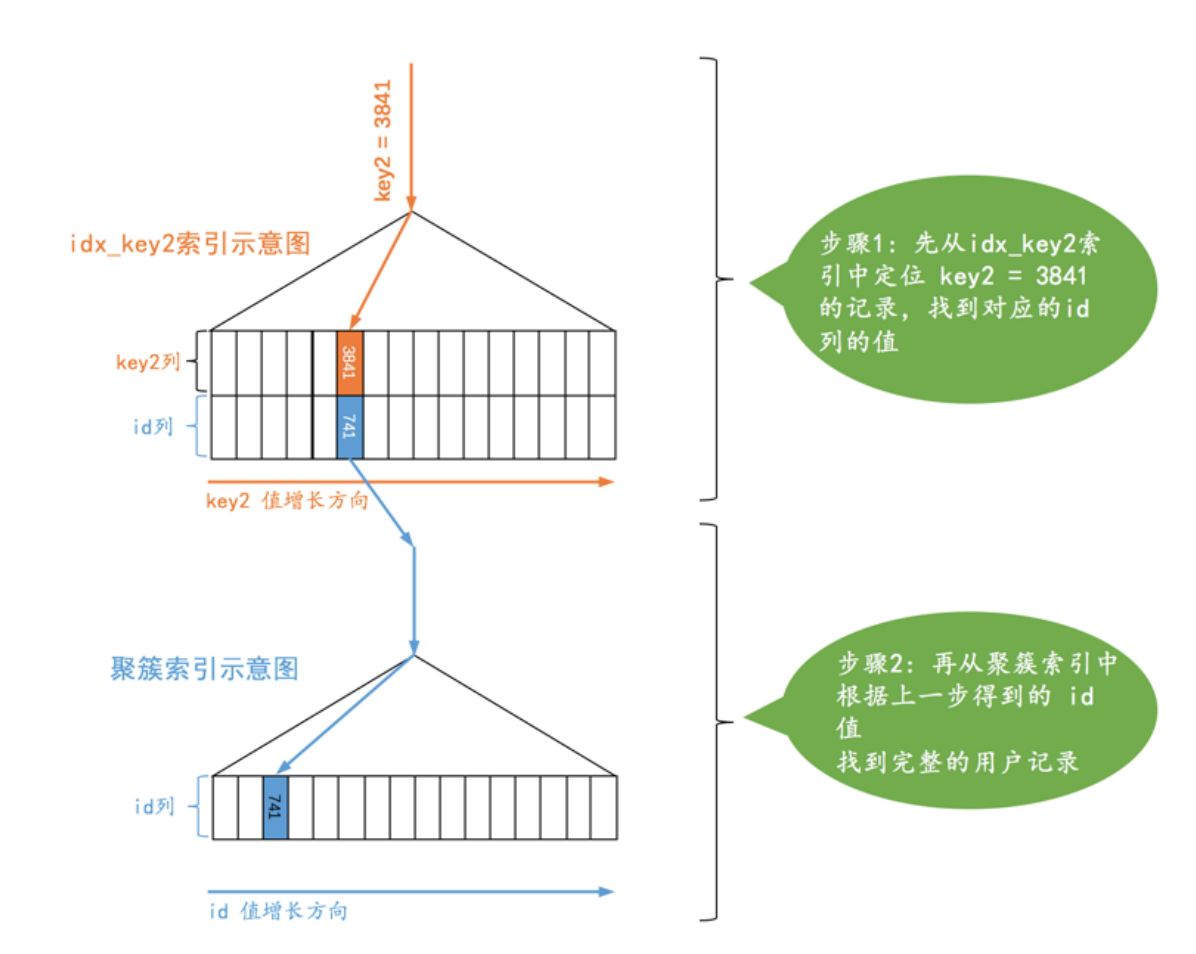 key2 = 3841
idx_key2索引示意图
步骤1：先从idx_key2索
引中定位 key2 = 3841
的记录，找到对应的id
列的值
key2列
3841
id列
741
key2 值增长方向
聚簇索引示意图
步骤2：再从聚簇索引中
根据上一步得到的 id
值
找到完整的用户记录
id列
741
id 值增长方向